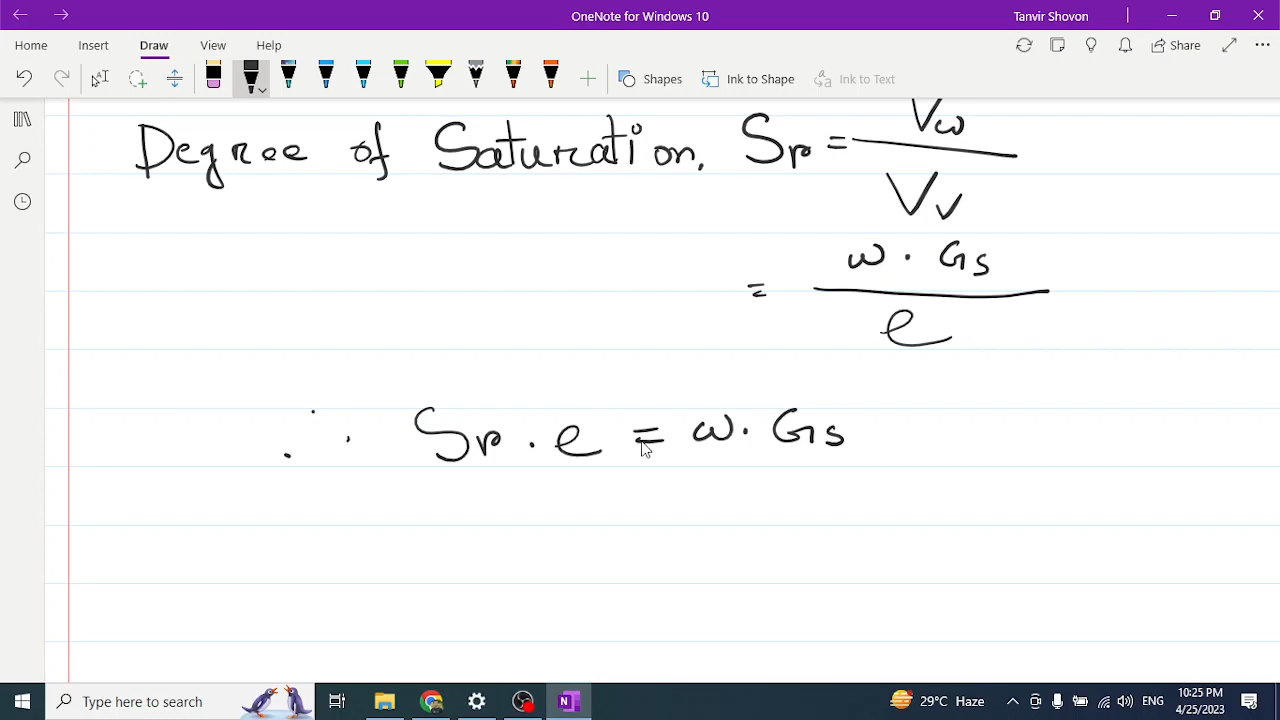 OneNote for Windows 10
Tanvir Shovon
Home Insert Draw View Help
Share
Shapes Ink to Shape Ink to Text
Degree of Saturation, Sr = Vω / Vv
= ω · Gs / e
∴ Sr · e = ω · Gs
Type here to search
29°C Haze
ENG
10:25 PM
4/25/2023